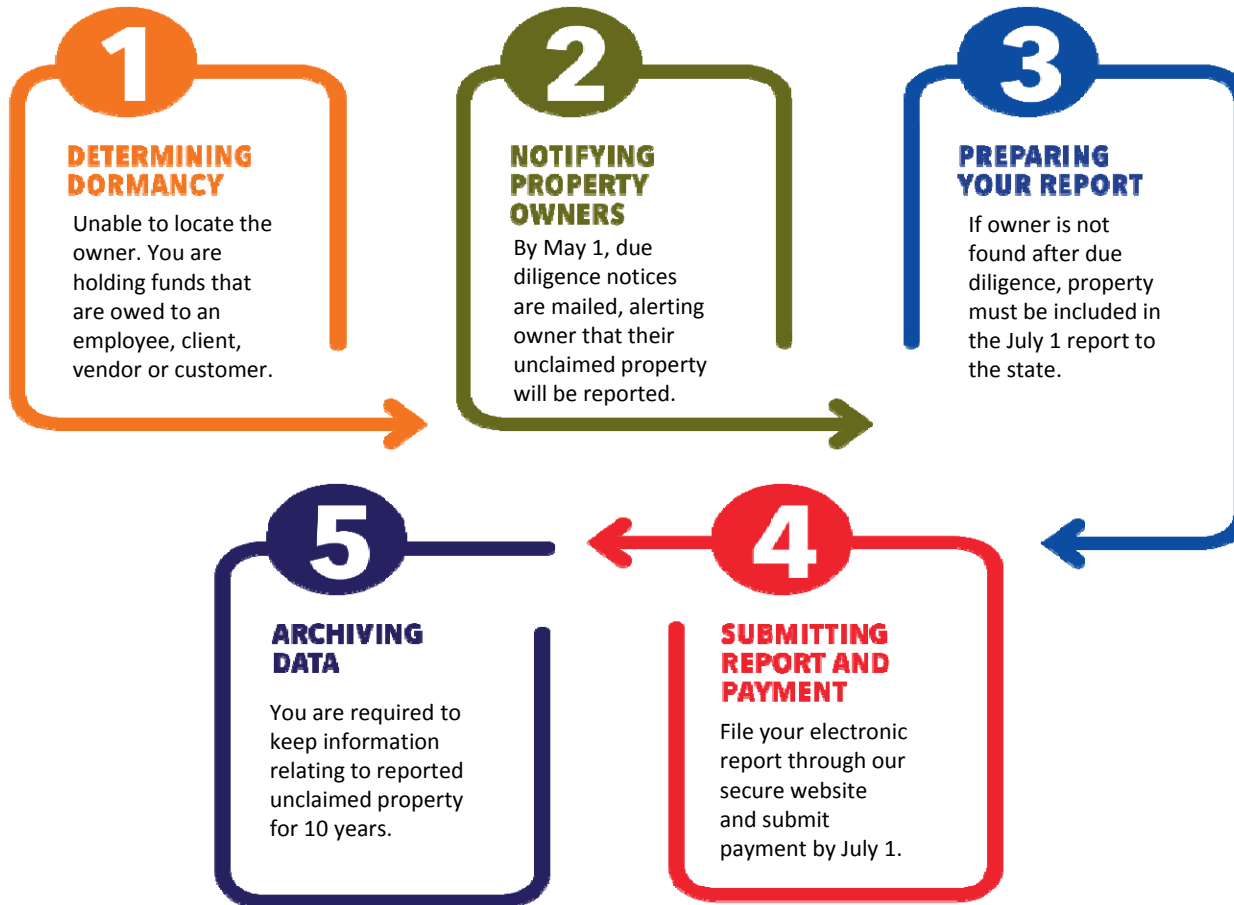 1
DETERMINING
DORMANCY
Unable to locate the
owner. You are
holding funds that
are owed to an
employee, client,
vendor or customer.
2
NOTIFYING
PROPERTY
OWNERS
By May 1, due
diligence notices
are mailed, alerting
owner that their
unclaimed property
will be reported.
3
PREPARING
YOUR REPORT
If owner is not
found after due
diligence, property
must be included in
the July 1 report to
the state.
4
SUBMITTING
REPORT AND
PAYMENT
File your electronic
report through our
secure website
and submit
payment by July 1.
5
ARCHIVING
DATA
You are required to
keep information
relating to reported
unclaimed property
for 10 years.